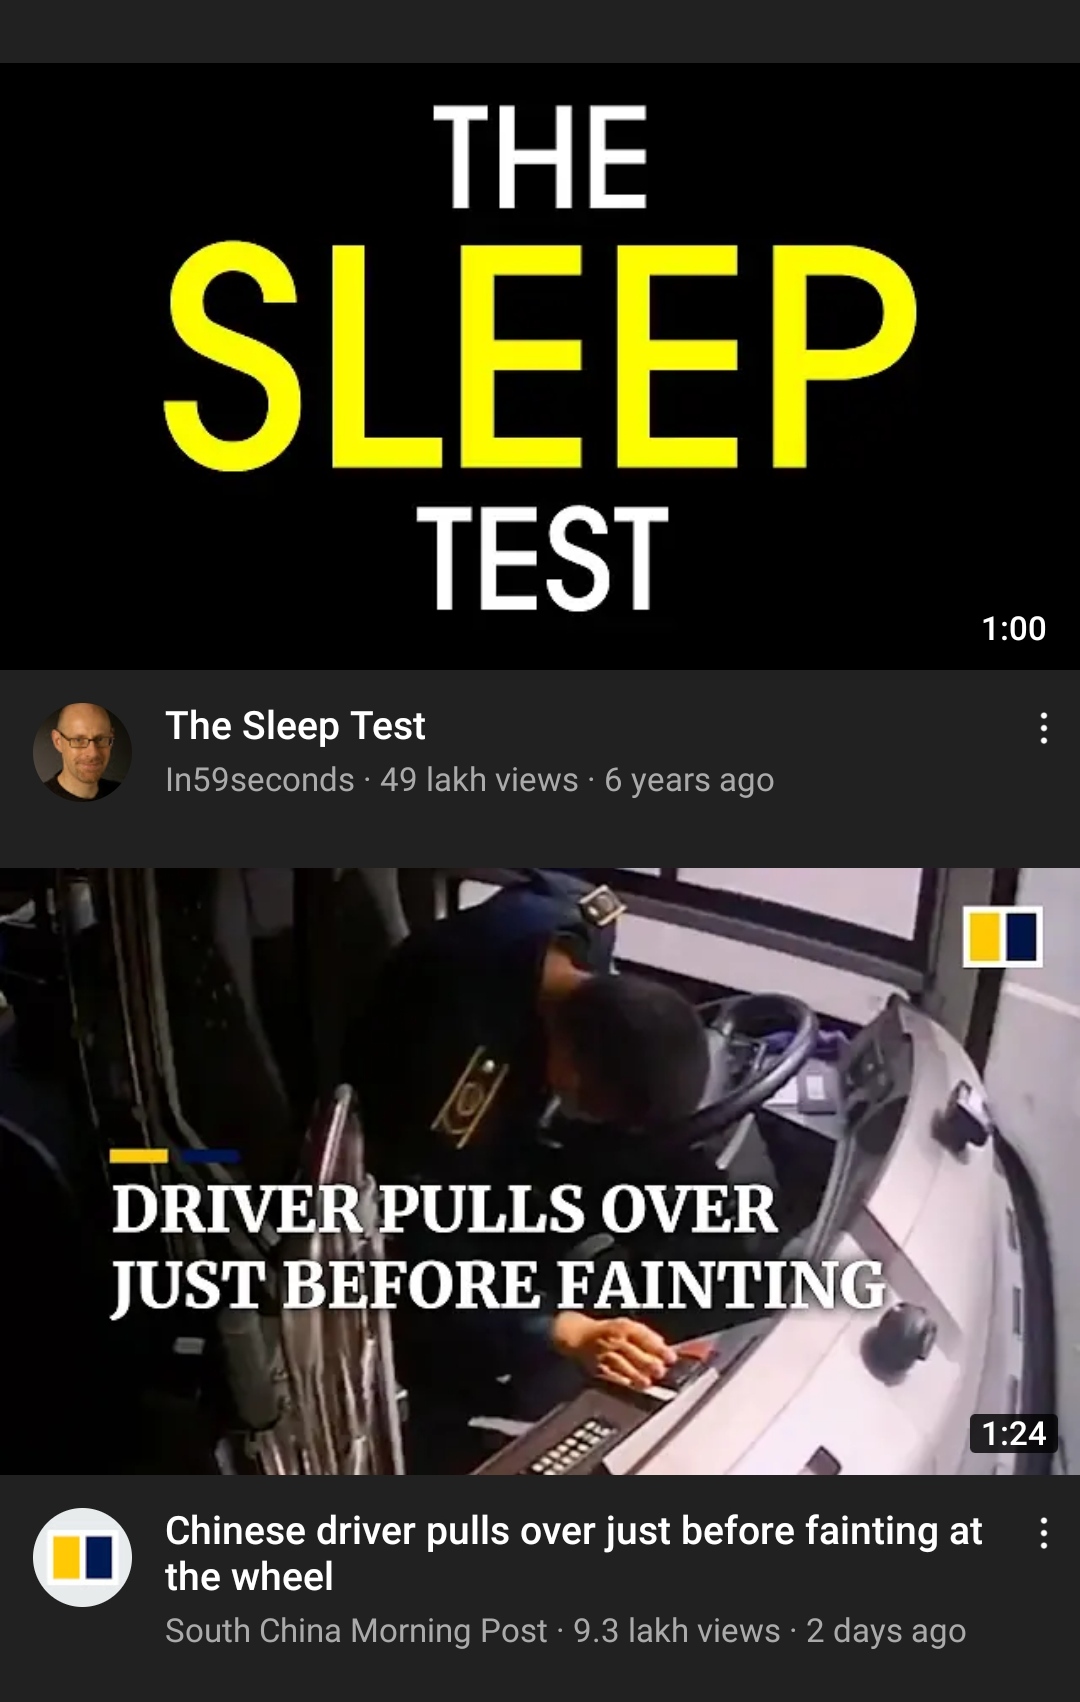 THE
SLEEP
TEST
1:00
The Sleep Test
In59seconds · 49 lakh views · 6 years ago
DRIVER PULLS OVER
JUST BEFORE FAINTING
1:24
Chinese driver pulls over just before fainting at
the wheel
South China Morning Post · 9.3 lakh views · 2 days ago